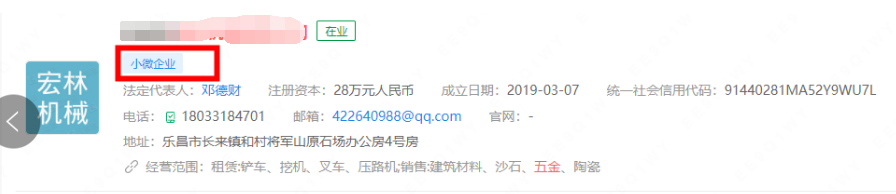 在业
小微企业
宏林
机械
法定代表人：邓德财 注册资本：28万元人民币 成立日期：2019-03-07 统一社会信用代码：91440281MA52Y9WU7L
电话：18033184701 邮箱：422640988@qq.com 官网：-
地址：乐昌市长来镇和村将军山原石场办公房4号房
经营范围：租赁:铲车、挖机、叉车、压路机;销售:建筑材料、沙石、五金、陶瓷